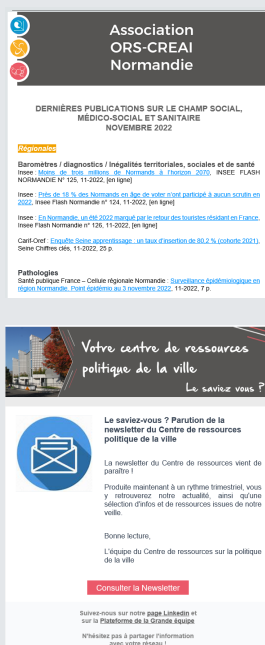 Association
ORS-CREAI
Normandie
DERNIÈRES PUBLICATIONS SUR LE CHAMP SOCIAL,
MÉDICO-SOCIAL ET SANITAIRE
NOVEMBRE 2022
Régionales
Baromètres / diagnostics / Inégalités territoriales, sociales et de santé
Insee : Moins de trois millions de Normands à l'horizon 2070, INSEE FLASH
NORMANDIE N° 125, 11-2022, [en ligne]
Insee : Près de 18 % des Normands en âge de voter n'ont participé à aucun scrutin en
2022, Insee Flash Normandie n° 124, 11-2022, [en ligne]
Insee : En Normandie, un été 2022 marqué par le retour des touristes résidant en France,
Insee Flash Normandie n° 126, 11-2022, [en ligne]
Carif-Oref : Enquête Seine apprentissage : un taux d'insertion de 80,2 % (cohorte 2021),
Seine Chiffres clés, 11-2022, 25 p.
Pathologies
Santé publique France – Cellule régionale Normandie : Surveillance épidémiologique en
région Normandie. Point épidémio au 3 novembre 2022, 11-2022, 7 p.
Votre centre de ressources
politique de la ville
Le saviez vous ?
Le saviez-vous ? Parution de la
newsletter du Centre de ressources
politique de la ville
La newsletter du Centre de ressources vient de
paraître !
Produite maintenant à un rythme trimestriel, vous
y retrouverez notre actualité, ainsi qu'une
sélection d'infos et de ressources issues de notre
veille.
Bonne lecture,
L'équipe du Centre de ressources sur la politique
de la ville
Consulter la Newsletter
Suivez-nous sur notre page Linkedin et
sur la Plateforme de la Grande équipe
N'hésitez pas à partager l'information
avec votre réseau !